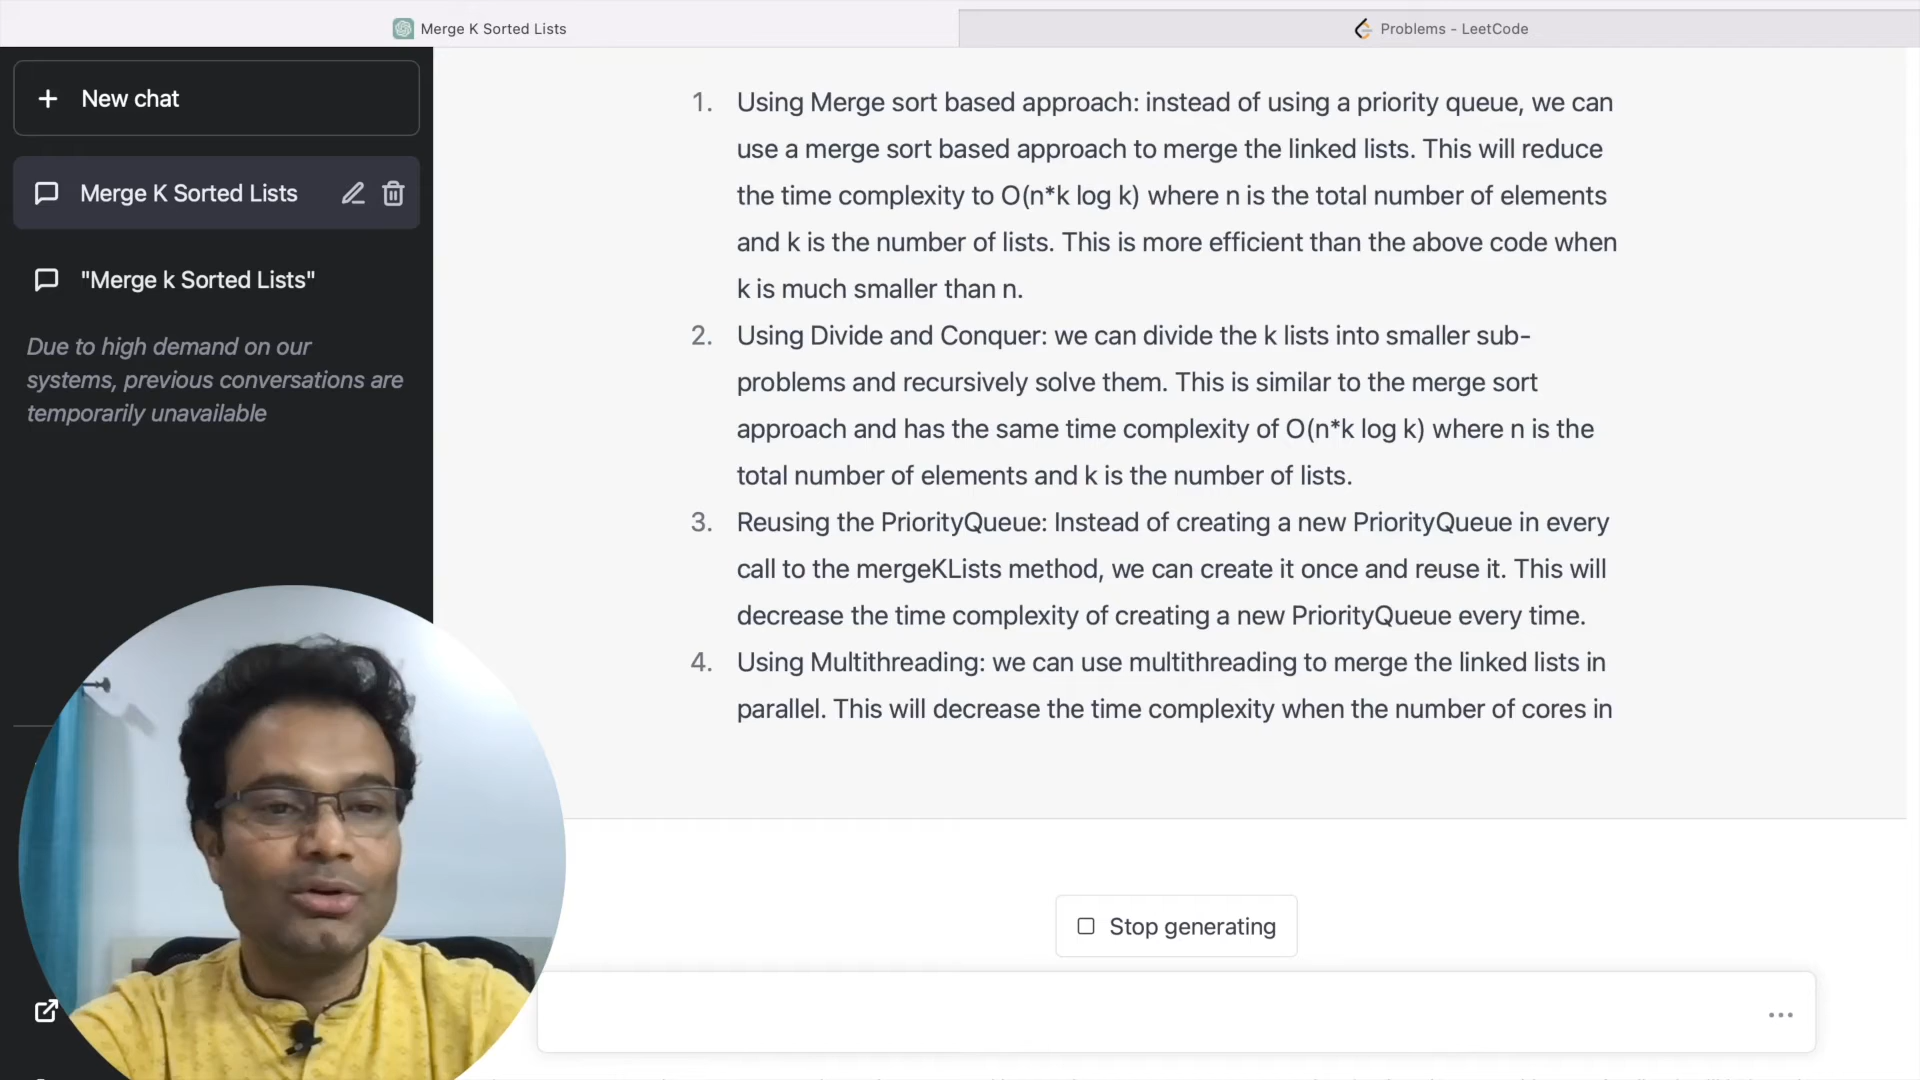 Merge K Sorted Lists
Problems - LeetCode
New chat
Merge K Sorted Lists
"Merge k Sorted Lists"
Due to high demand on our
systems, previous conversations are
temporarily unavailable
1. Using Merge sort based approach: instead of using a priority queue, we can
use a merge sort based approach to merge the linked lists. This will reduce
the time complexity to O(n*k log k) where n is the total number of elements
and k is the number of lists. This is more efficient than the above code when
k is much smaller than n.
2. Using Divide and Conquer: we can divide the k lists into smaller sub-
problems and recursively solve them. This is similar to the merge sort
approach and has the same time complexity of O(n*k log k) where n is the
total number of elements and k is the number of lists.
3. Reusing the PriorityQueue: Instead of creating a new PriorityQueue in every
call to the mergeKLists method, we can create it once and reuse it. This will
decrease the time complexity of creating a new PriorityQueue every time.
4. Using Multithreading: we can use multithreading to merge the linked lists in
parallel. This will decrease the time complexity when the number of cores in
Stop generating